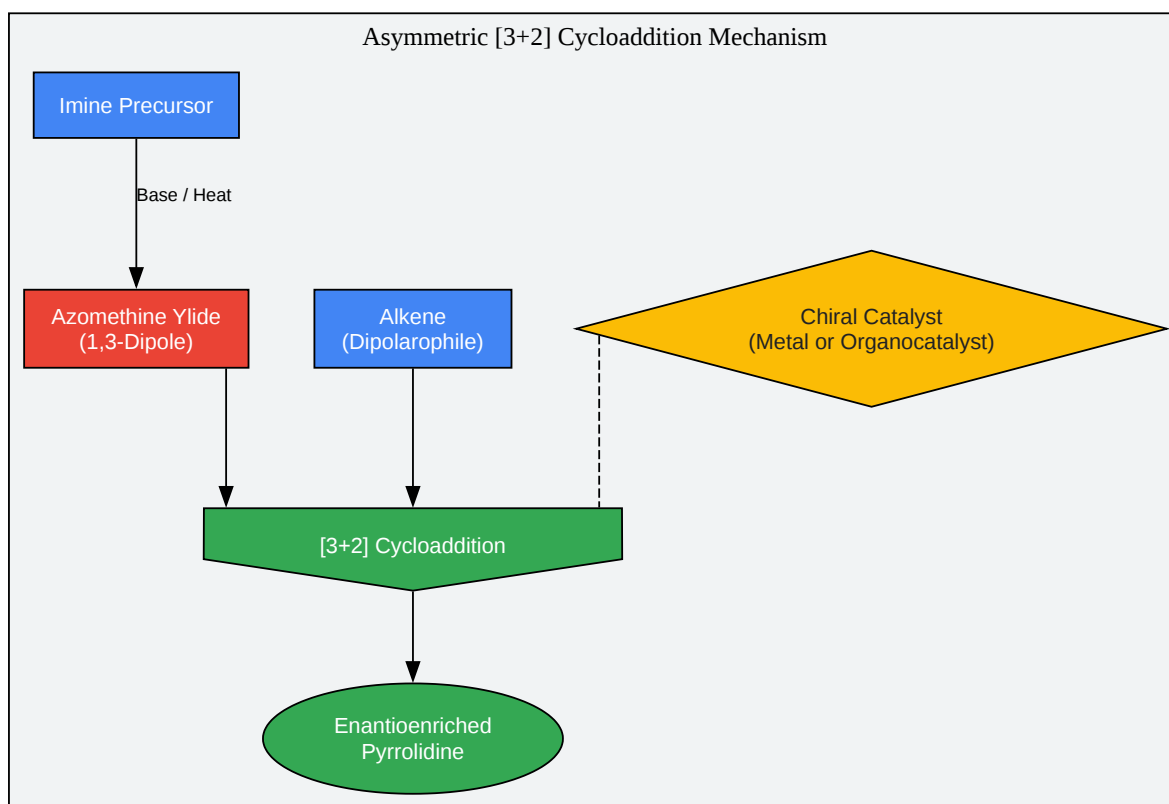 Asymmetric [3+2] Cycloaddition Mechanism
Imine Precursor
Base / Heat
Azomethine Ylide
(1,3-Dipole)
Alkene
(Dipolarophile)
Chiral Catalyst
(Metal or Organocatalyst)
[3+2] Cycloaddition
Enantioenriched
Pyrrolidine